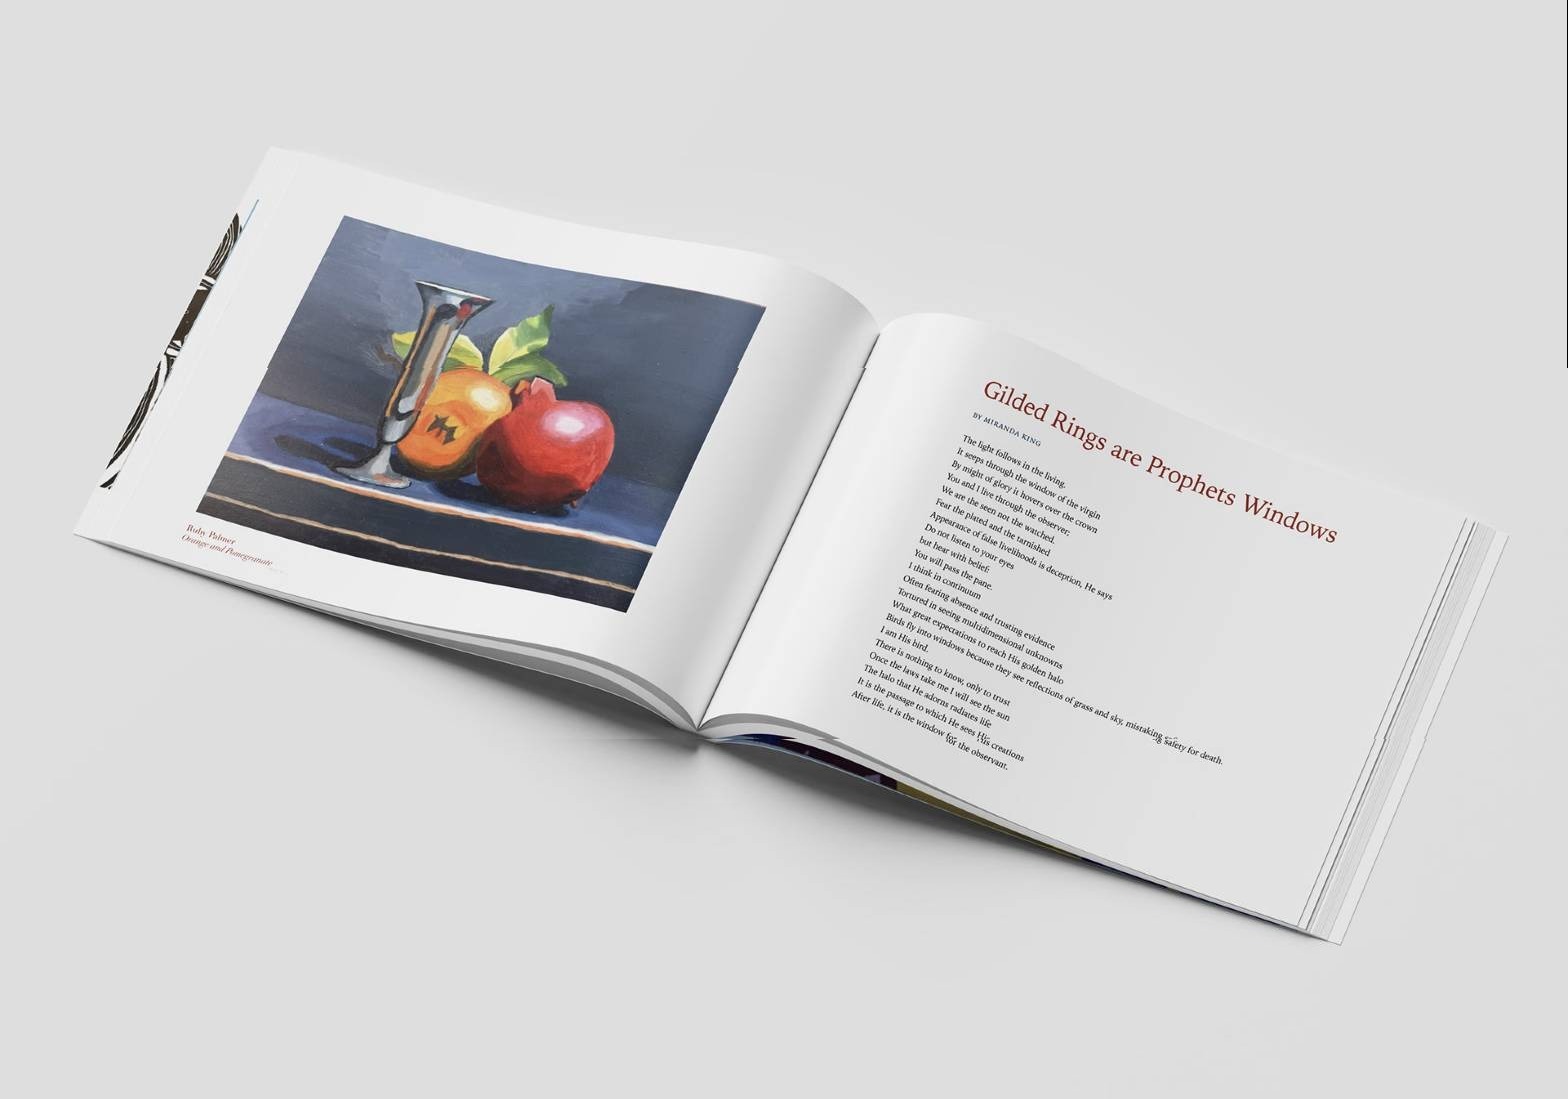 Ruby Palmer
Orange and Pomegranate
Gilded Rings are Prophets Windows
BY MIRANDA KING
The light follows in the living.
It seeps through the window of the virgin
By might of glory it hovers over the crown
You and I live through the observer;
We are the seen not the watched.
Fear the plated and the tarnished
Appearance of false livelihoods is deception, He says
Do not listen to your eyes
but hear with belief:
You will pass the pane.
I think in continuum
Often fearing absence and trusting evidence
Tortured in seeing multidimensional unknowns
What great expectations to reach His golden halo
Birds fly into windows because they see reflections of grass and sky, mistaking safety for death.
I am His bird.
There is nothing to know, only to trust
Once the laws take me I will see the sun
The halo that He adorns radiates life
It is the passage to which He sees His creations
After life, it is the window for the observant.